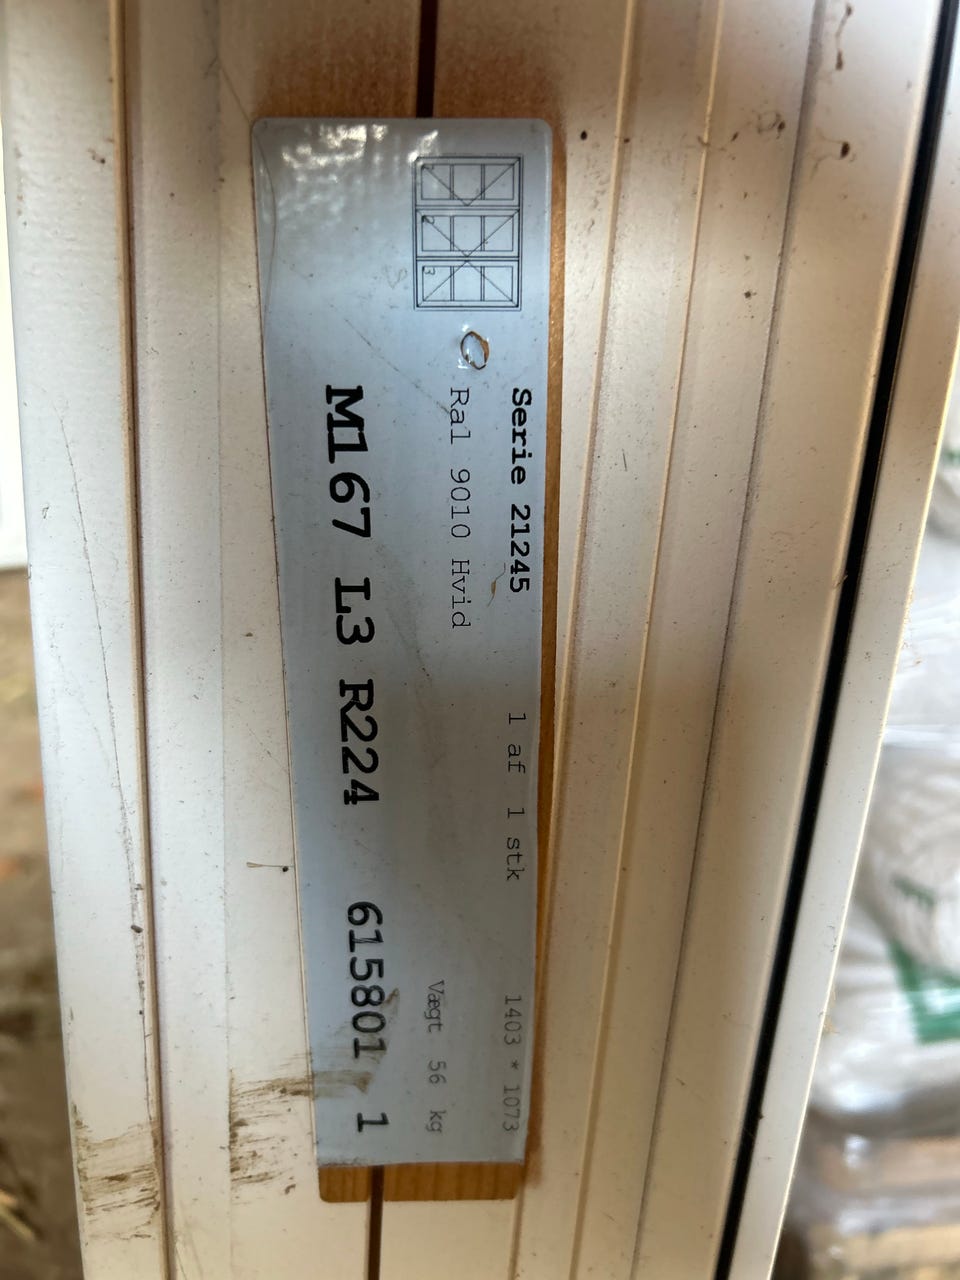 Serie 21245 1 af 1 stk 1403 * 1073
Ral 9010 Hvid Vægt 56 kg
M167 L3 R224 615801 1